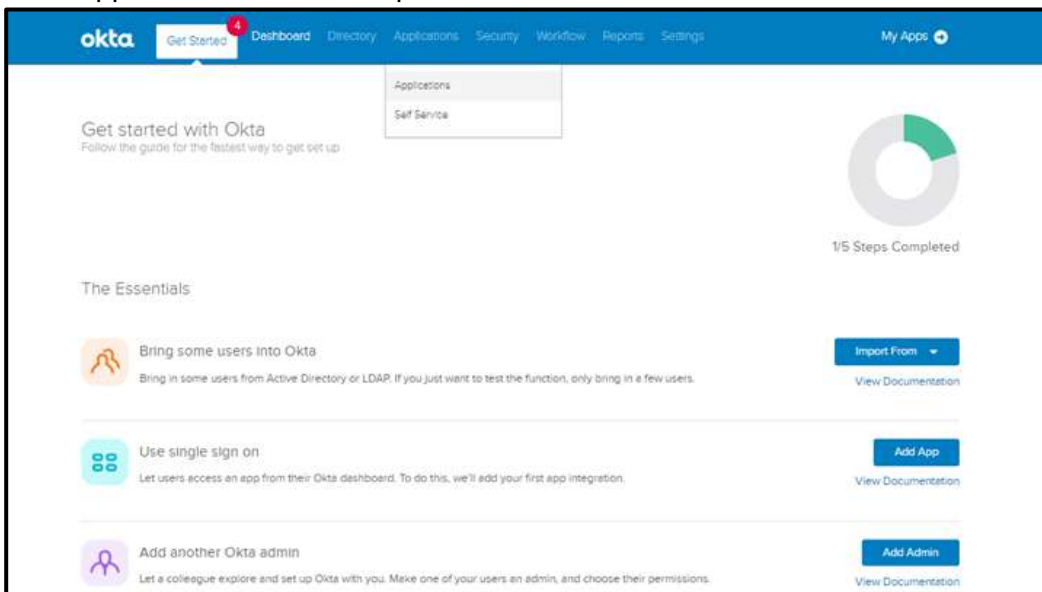 okta Get Started 4 Dashboard Directory Applications Security Workflow Reports Settings My Apps
Applications
Self Service
Get started with Okta
Follow the guide for the fastest way to get set up
1/5 Steps Completed
The Essentials
Bring some users into Okta
Import From
Bring in some users from Active Directory or LDAP. If you just want to test the function, only bring in a few users.
View Documentation
Use single sign on
Add App
Let users access an app from their Okta dashboard. To do this, we'll add your first app integration.
View Documentation
Add another Okta admin
Add Admin
Let a colleague explore and set up Okta with you. Make one of your users an admin, and choose their permissions.
View Documentation